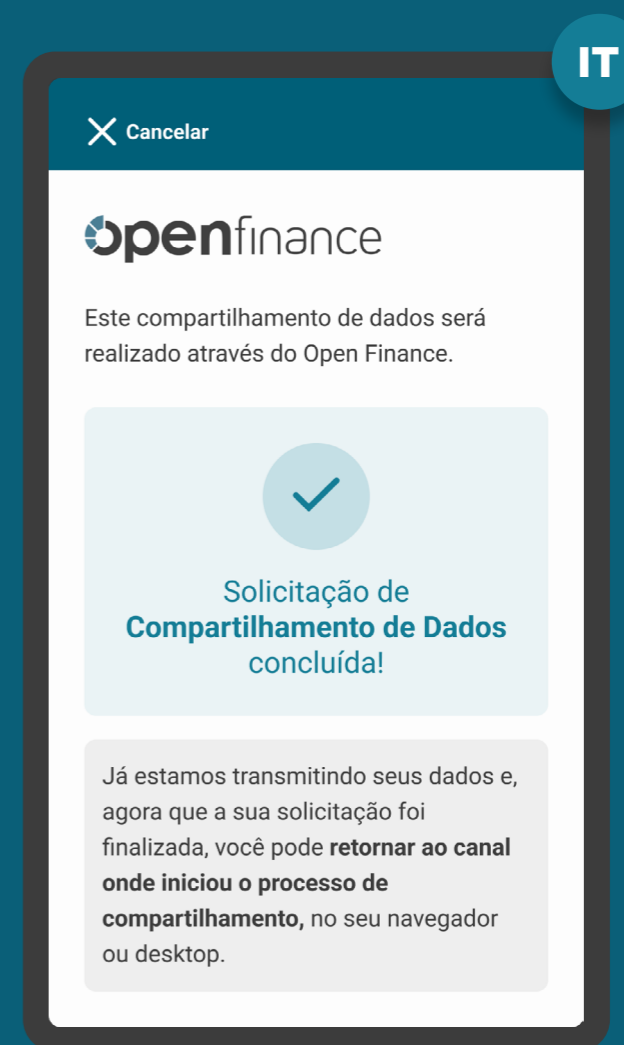 IT
Cancelar
openfinance
Este compartilhamento de dados será
realizado através do Open Finance.
Solicitação de
Compartilhamento de Dados
concluída!
Já estamos transmitindo seus dados e,
agora que a sua solicitação foi
finalizada, você pode retornar ao canal
onde iniciou o processo de
compartilhamento, no seu navegador
ou desktop.